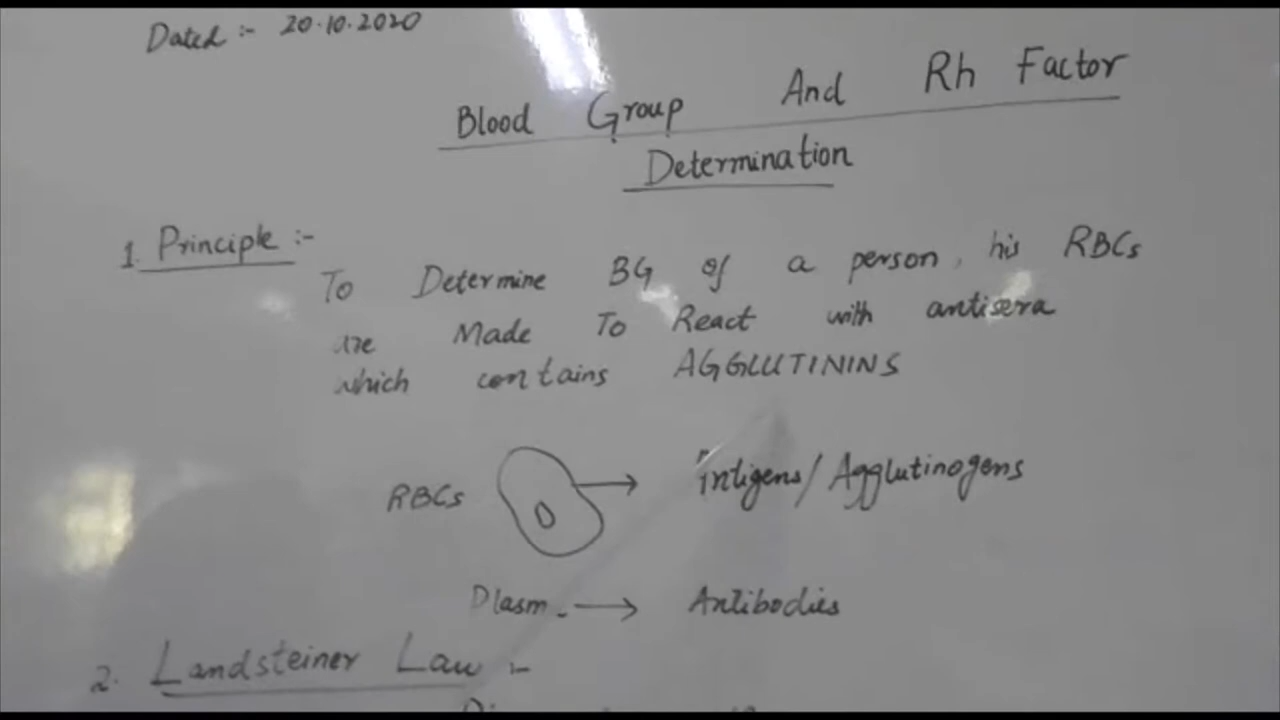 Dated :- 20.10.2020
Blood Group And Rh Factor
Determination
1. Principle :-
To Determine BG of a person, his RBCs
are Made To React with antisera
which contains AGGLUTININS
RBCs → Antigens/Agglutinogens
Plasma → Antibodies
2. Landsteiner Law :-